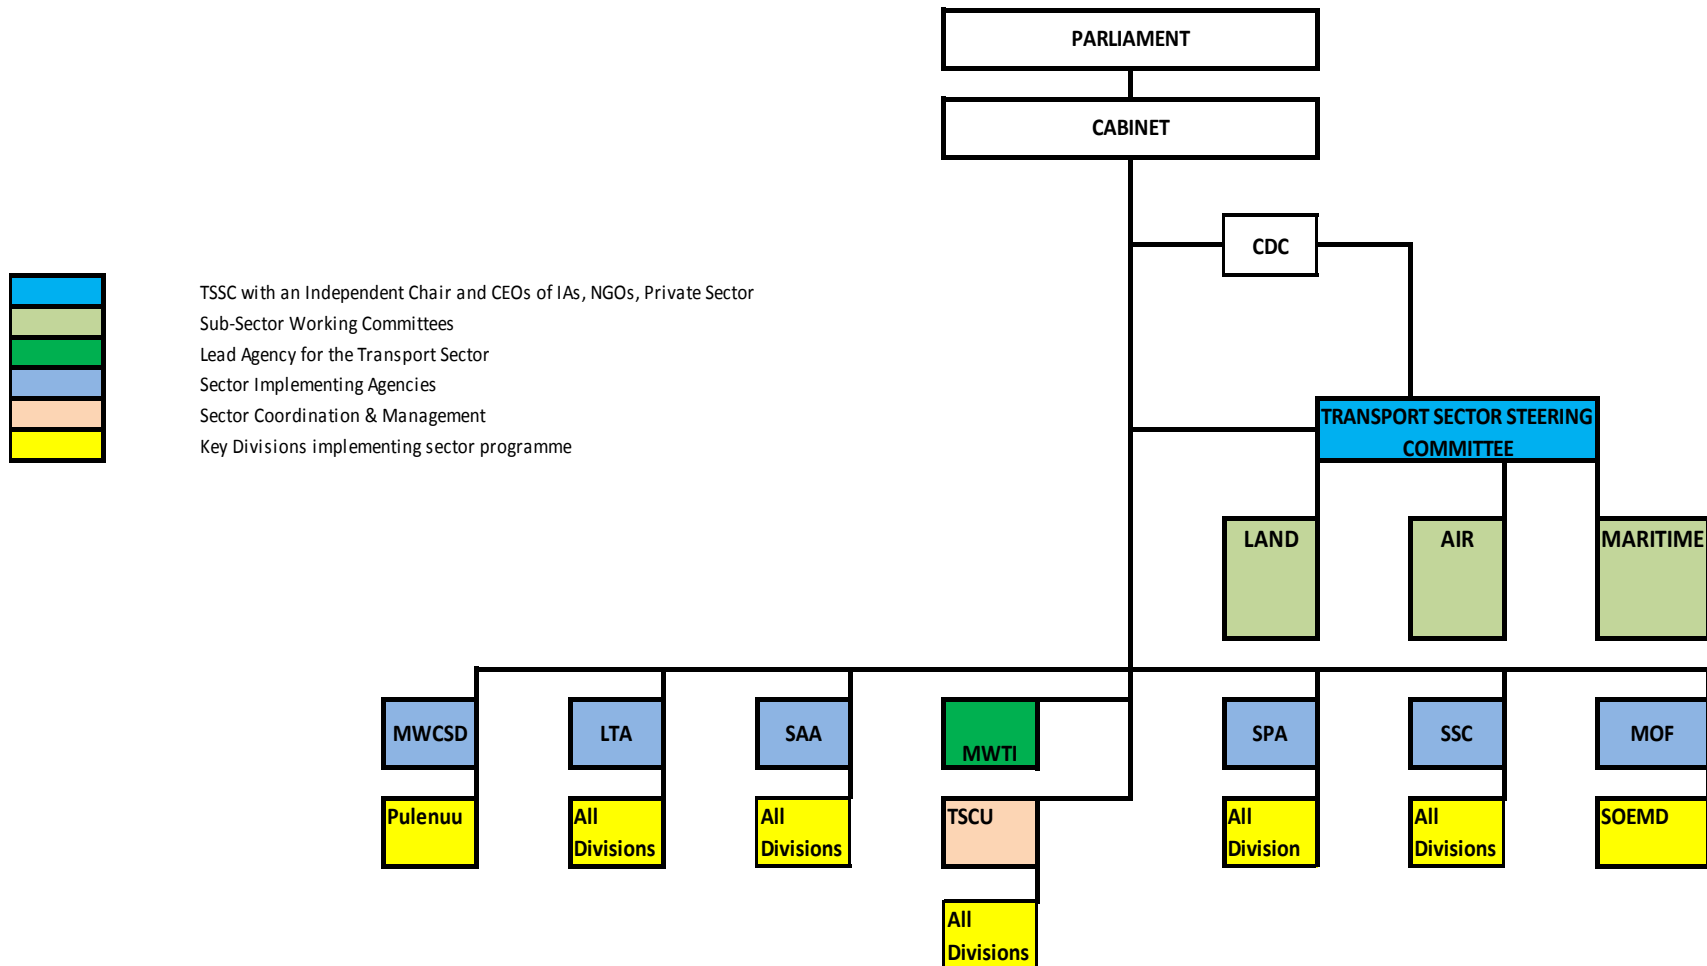 PARLIAMENT
CABINET
CDC
TSSC with an Independent Chair and CEOs of IAs, NGOs, Private Sector
Sub-Sector Working Committees
Lead Agency for the Transport Sector
Sector Implementing Agencies
Sector Coordination & Management
Key Divisions implementing sector programme
TRANSPORT SECTOR STEERING
COMMITTEE
LAND
AIR
MARITIME
MWCSD
LTA
SAA
MWTI
SPA
SSC
MOF
Pulenuu
All
Divisions
All
Divisions
TSCU
All
Division
All
Divisions
SOEMD
All
Divisions